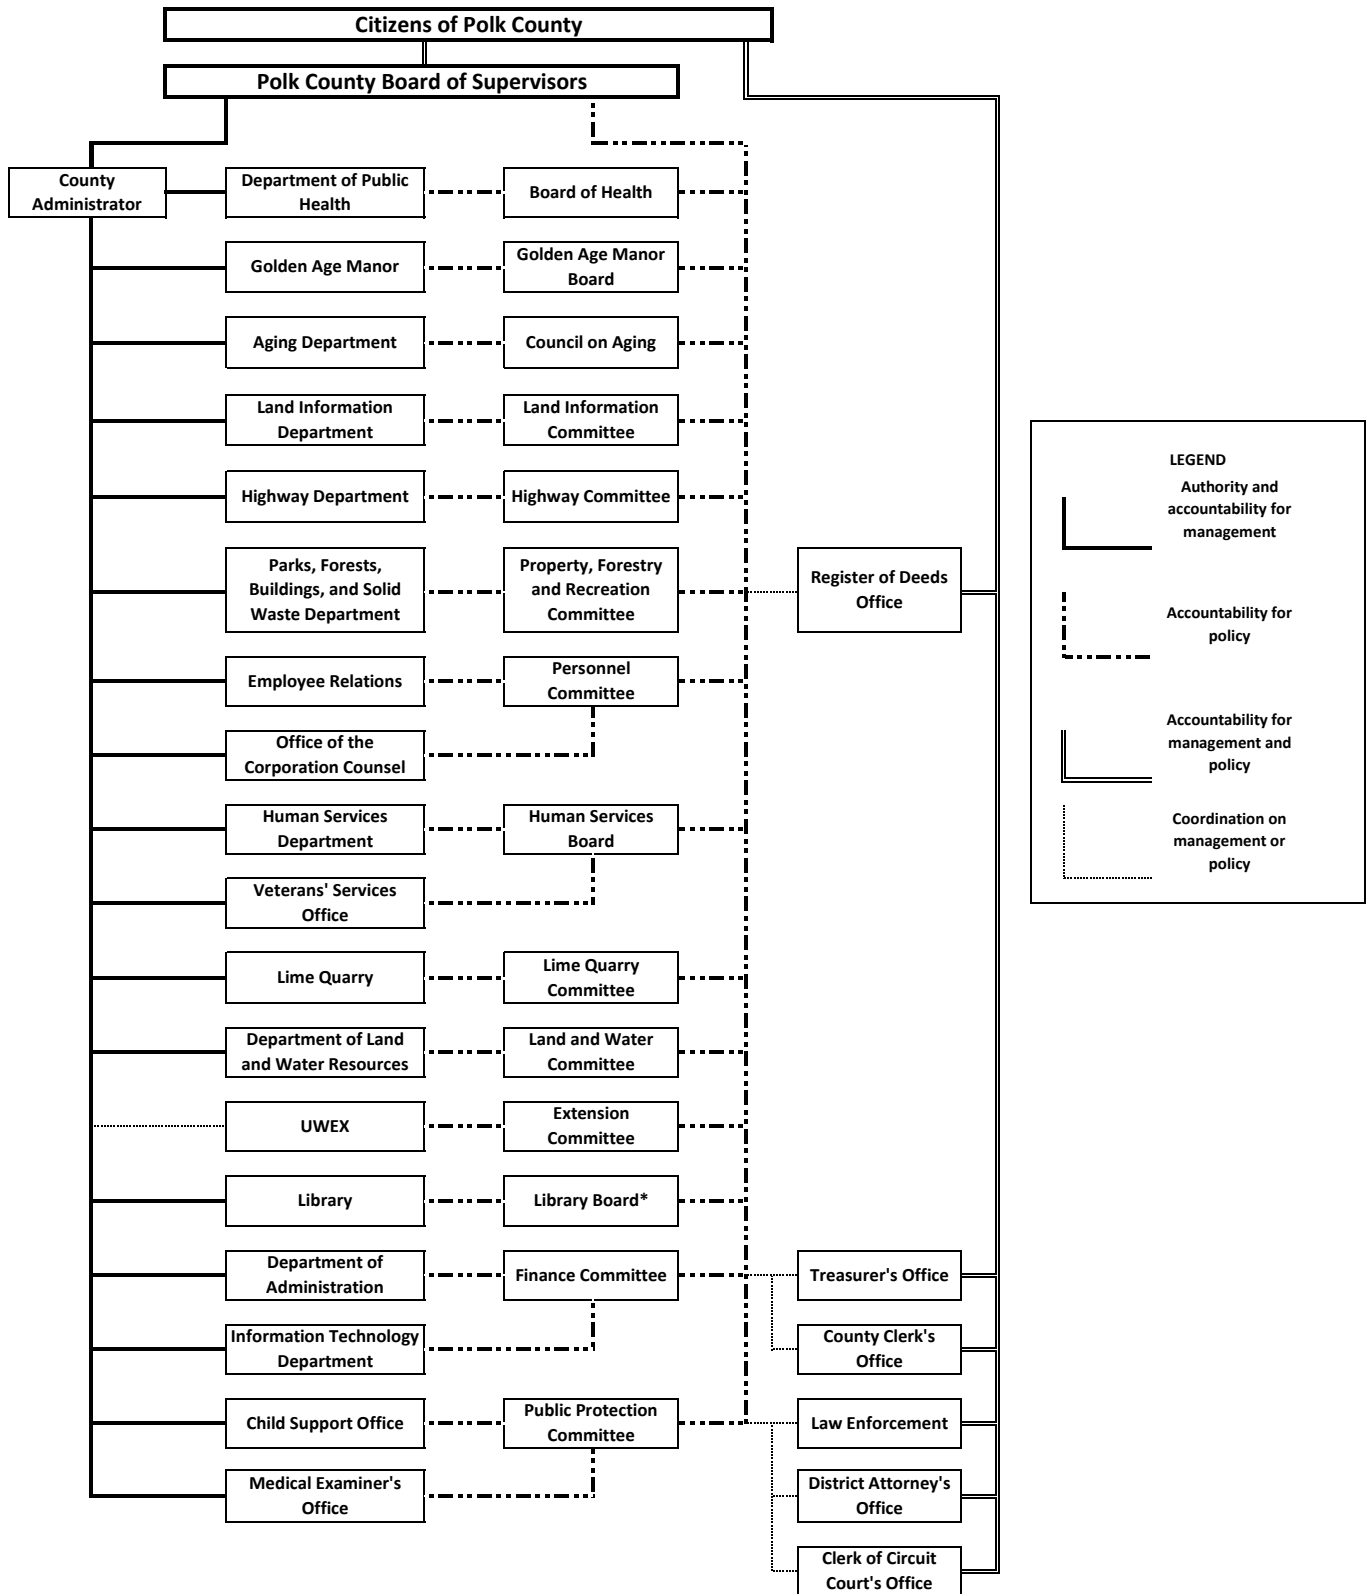 Citizens of Polk County
Polk County Board of Supervisors
County
Administrator
Department of Public
Health
Board of Health
Golden Age Manor
Golden Age Manor
Board
Aging Department
Council on Aging
Land Information
Department
Land Information
Committee
Highway Department
Highway Committee
Parks, Forests,
Buildings, and Solid
Waste Department
Property, Forestry
and Recreation
Committee
Register of Deeds
Office
Employee Relations
Personnel
Committee
Office of the
Corporation Counsel
Human Services
Department
Human Services
Board
Veterans' Services
Office
Lime Quarry
Lime Quarry
Committee
Department of Land
and Water Resources
Land and Water
Committee
UWEX
Extension
Committee
Library
Library Board*
Department of
Administration
Finance Committee
Treasurer's Office
Information Technology
Department
County Clerk's
Office
Child Support Office
Public Protection
Committee
Law Enforcement
Medical Examiner's
Office
District Attorney's
Office
Clerk of Circuit
Court's Office
LEGEND
Authority and
accountability for
management
Accountability for
policy
Accountability for
management and
policy
Coordination on
management or
policy